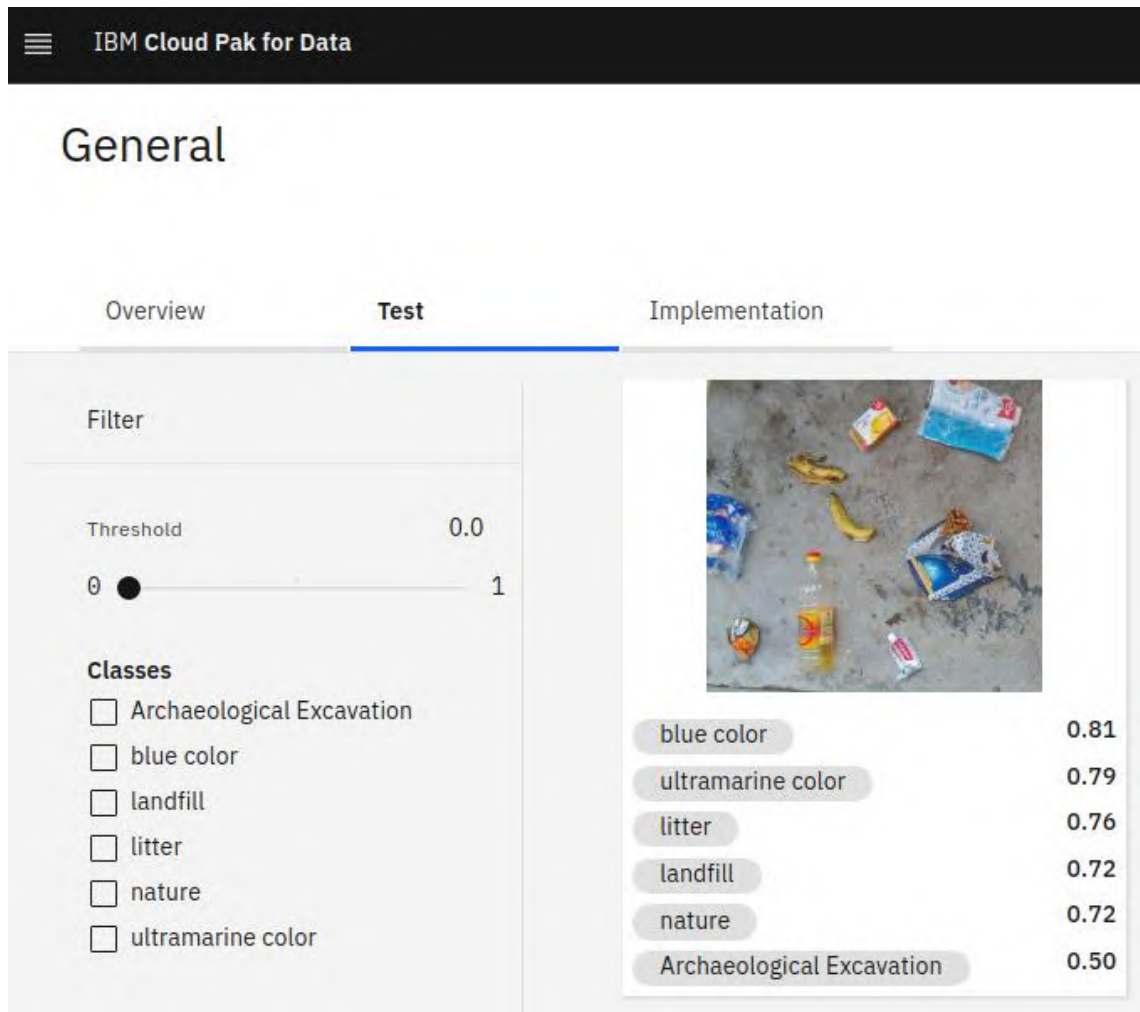 IBM Cloud Pak for Data
General
Overview Test Implementation
Filter
Threshold 0.0
0 1
Classes
Archaeological Excavation
blue color
landfill
litter
nature
ultramarine color
blue color 0.81
ultramarine color 0.79
litter 0.76
landfill 0.72
nature 0.72
Archaeological Excavation 0.50